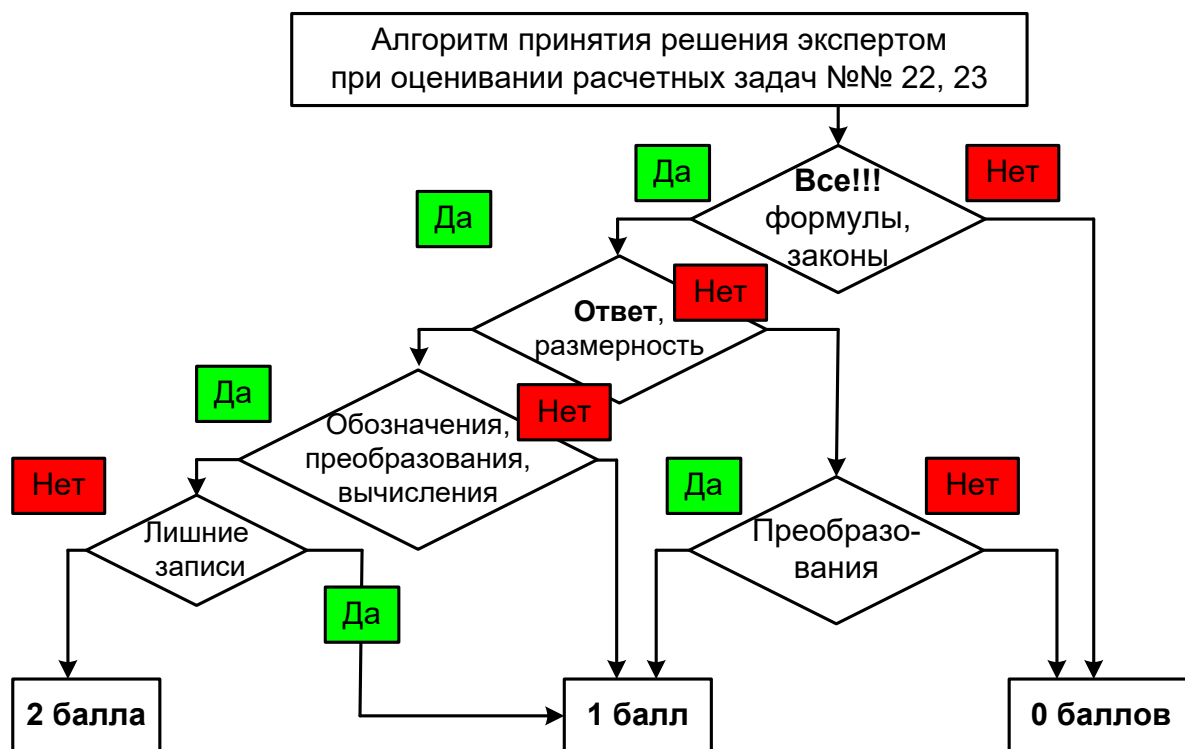 Алгоритм принятия решения экспертом
при оценивании расчетных задач №№ 22, 23
Да
Все!!!
формулы,
законы
Нет
Да
Ответ,
размерность
Нет
Да
Обозначения,
преобразования,
вычисления
Нет
Нет
Лишние
записи
Да
Да
Преобразо-
вания
Нет
2 балла
1 балл
0 баллов